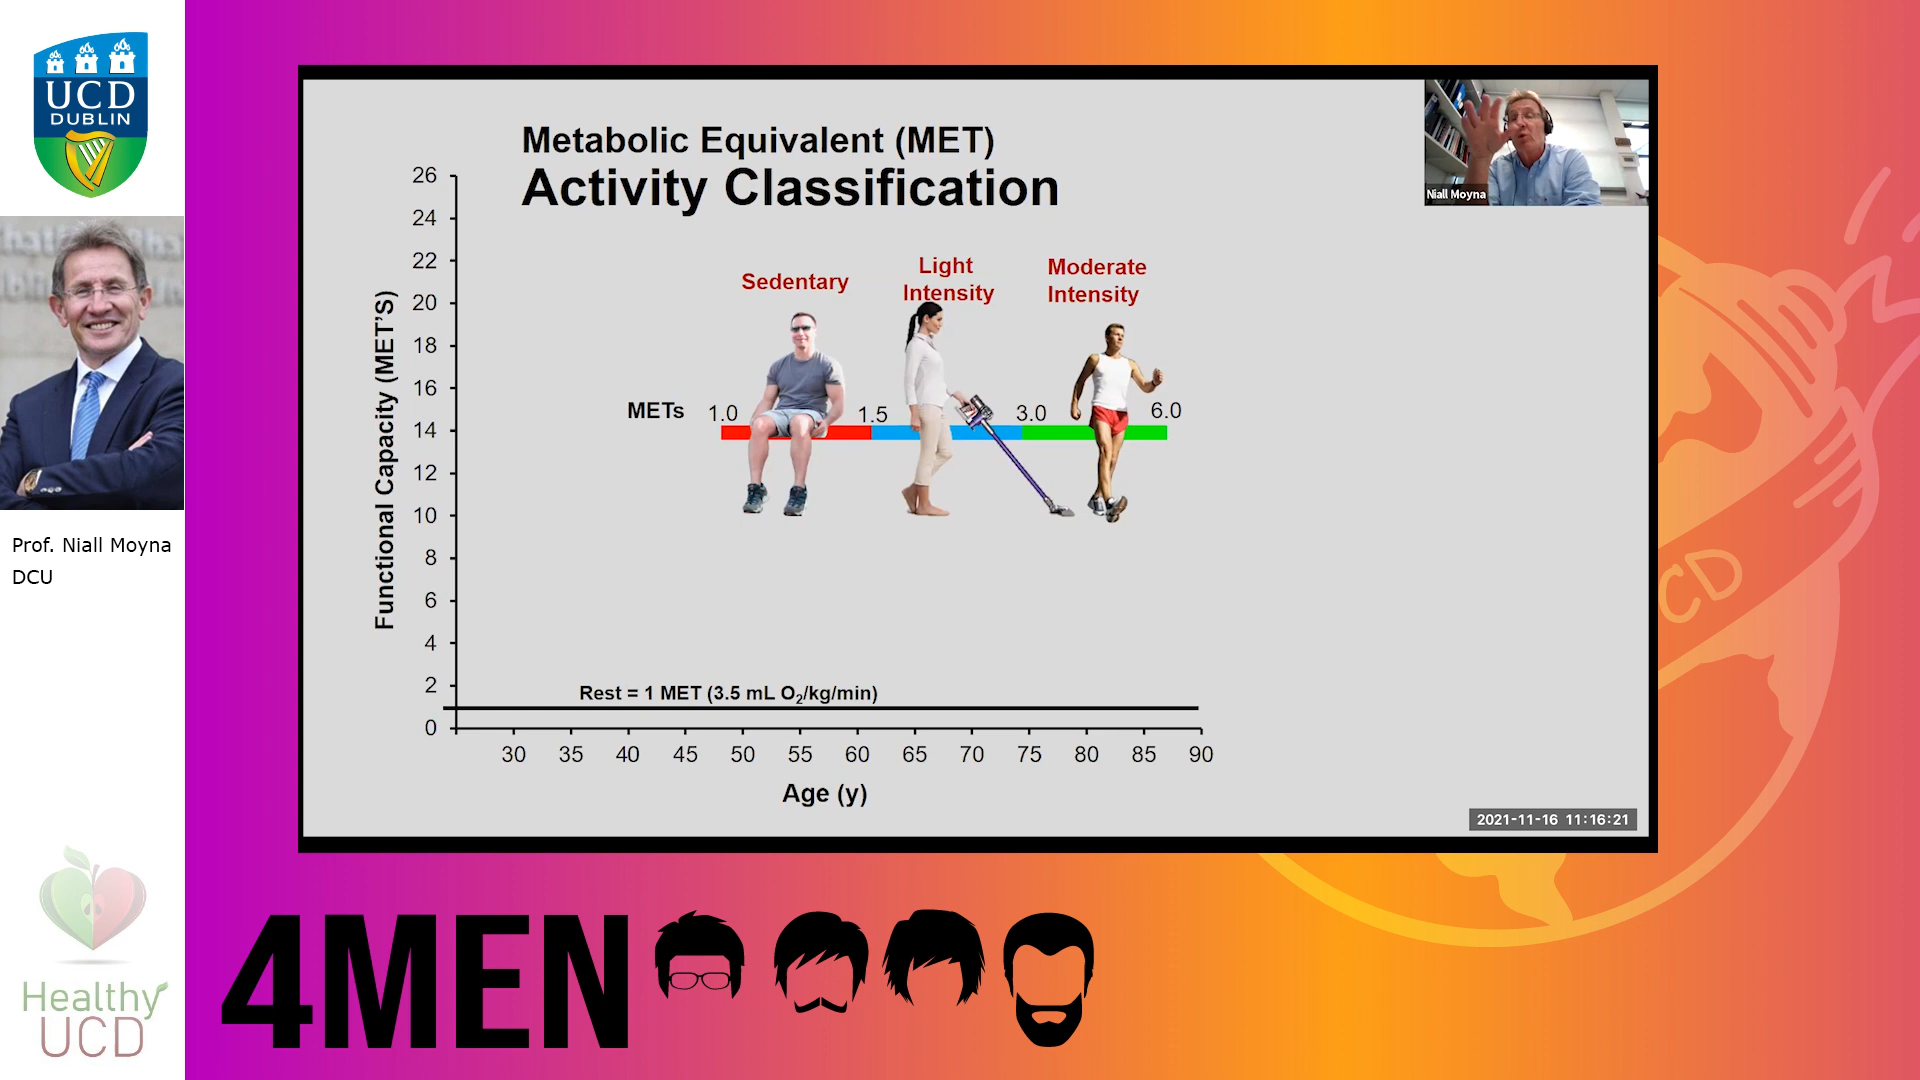 UCD
DUBLIN
Prof. Niall Moyna
DCU
Healthy
UCD
Metabolic Equivalent (MET)
Activity Classification
Niall Moyna
Functional Capacity (MET'S)
26
24
22
20
18
16
14
12
10
8
6
4
2
0
Sedentary
Light
Intensity
Moderate
Intensity
METs 1.0 1.5 3.0 6.0
Rest = 1 MET (3.5 mL O₂/kg/min)
30 35 40 45 50 55 60 65 70 75 80 85 90
Age (y)
2021-11-16 11:16:21
4MEN